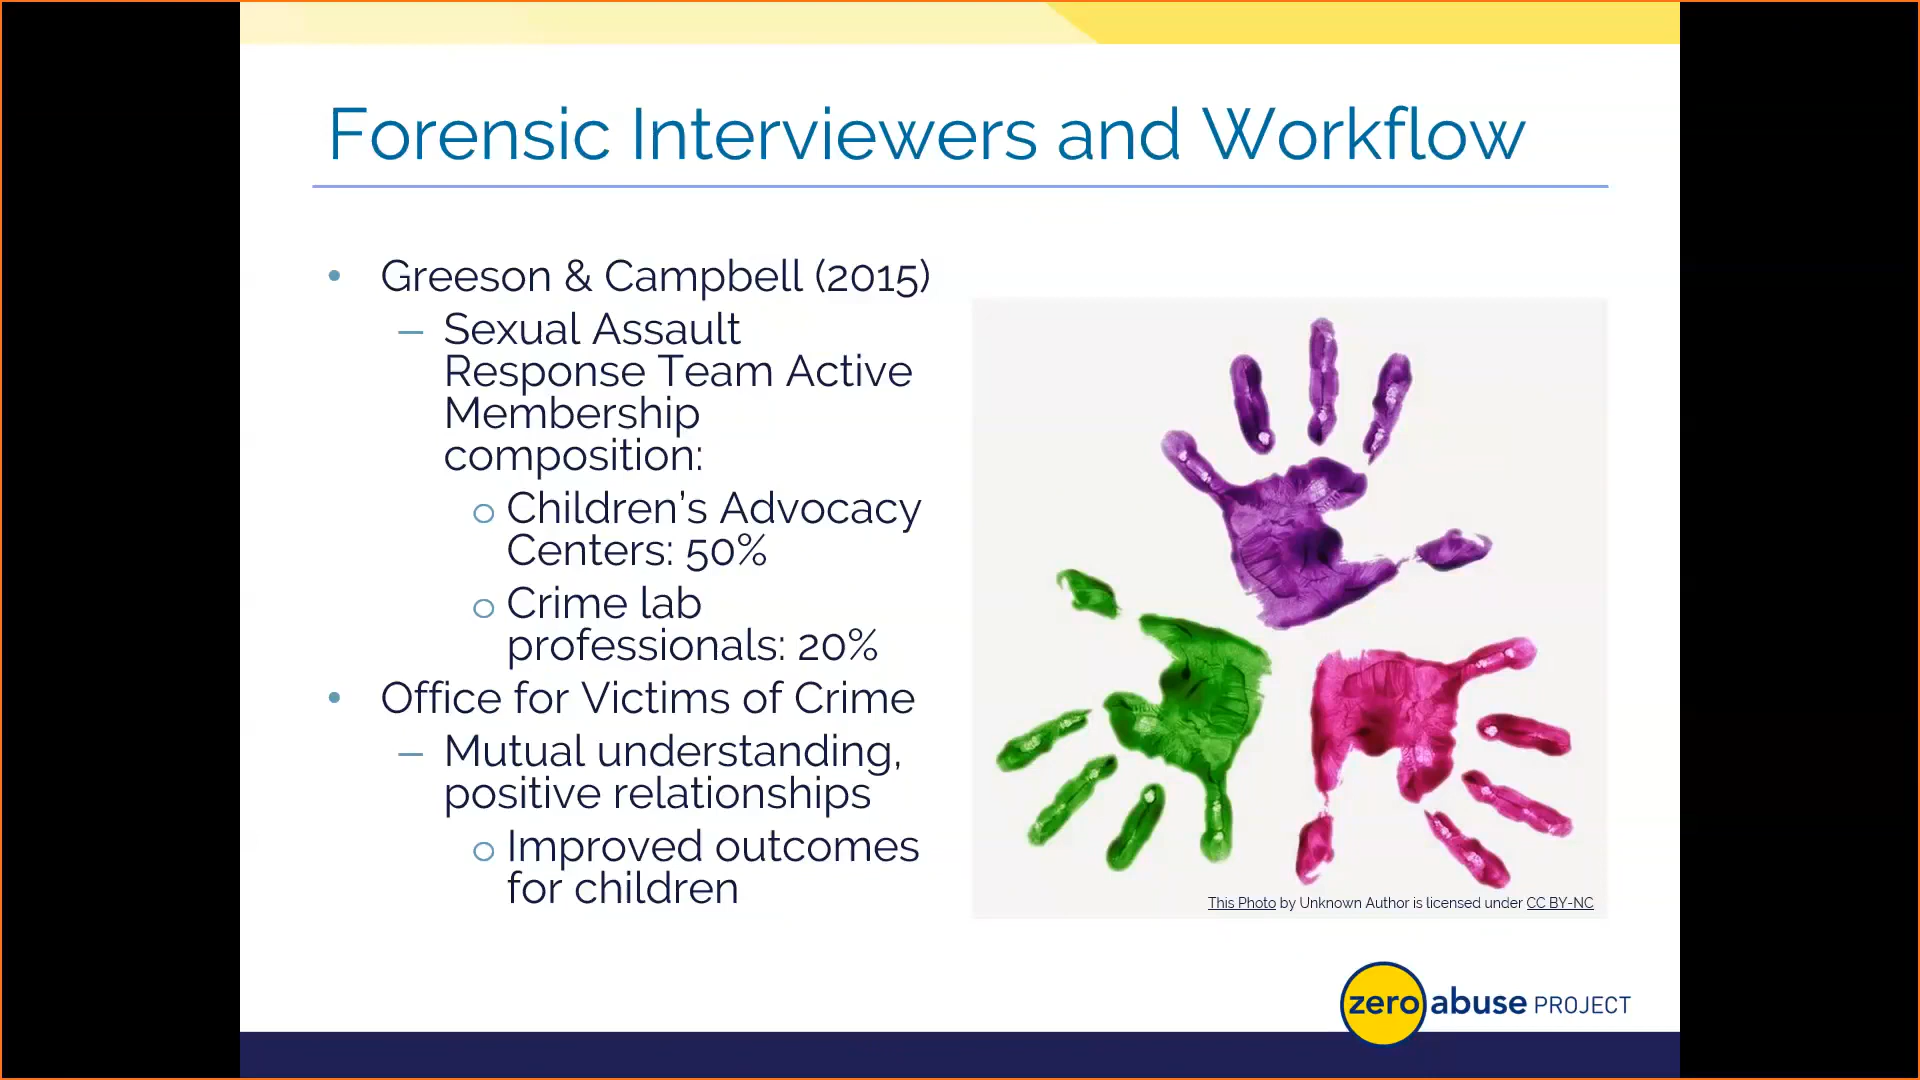 Forensic Interviewers and Workflow
• Greeson & Campbell (2015)
– Sexual Assault
Response Team Active
Membership
composition:
o Children's Advocacy
Centers: 50%
o Crime lab
professionals: 20%
• Office for Victims of Crime
– Mutual understanding,
positive relationships
o Improved outcomes
for children
This Photo by Unknown Author is licensed under CC BY-NC
zero abuse PROJECT